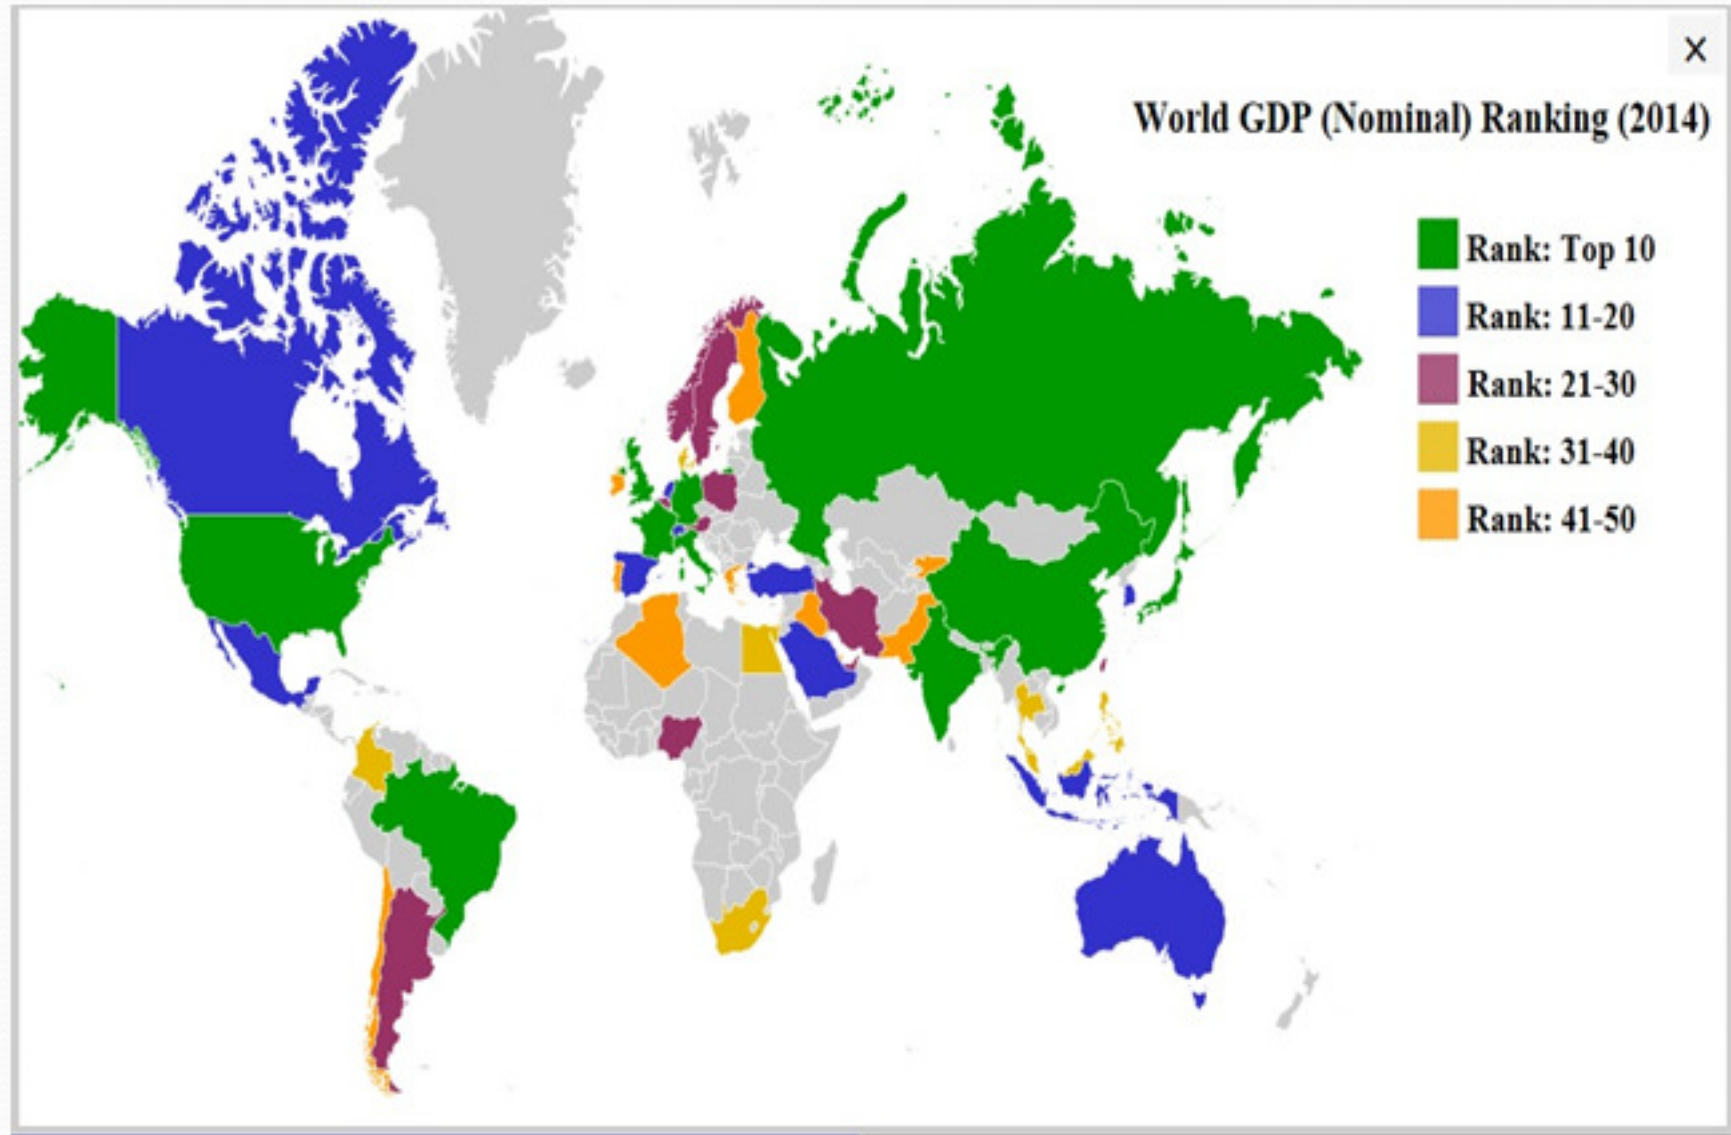 X
World GDP (Nominal) Ranking (2014)
Rank: Top 10
Rank: 11-20
Rank: 21-30
Rank: 31-40
Rank: 41-50